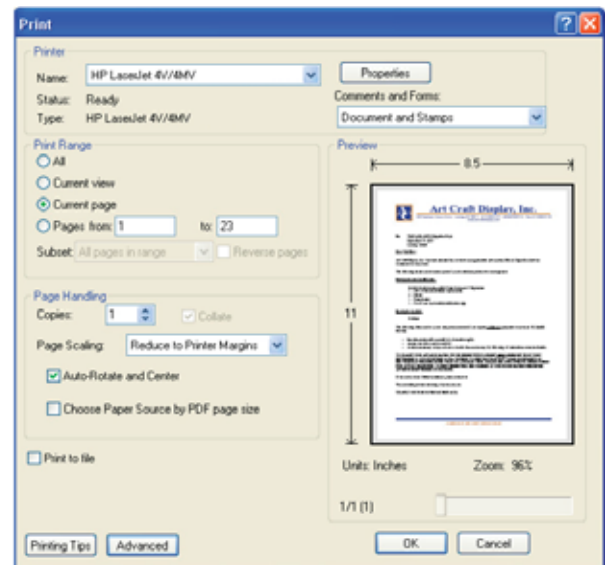 Print
Printer
Name: HP LaserJet 4V/4MV Properties
Status: Ready Comments and Forms:
Type: HP LaserJet 4V/4MV Document and Stamps
Print Range
All
Current view
Current page
Pages from: 1 to: 23
Subset: All pages in range Reverse pages
Page Handling
Copies: 1 Collate
Page Scaling: Reduce to Printer Margins
Auto-Rotate and Center
Choose Paper Source by PDF page size
Print to file
Printing Tips Advanced
Preview
8.5
Art Craft Display, Inc.
11
Units: Inches Zoom: 96%
1/1 (1)
OK Cancel